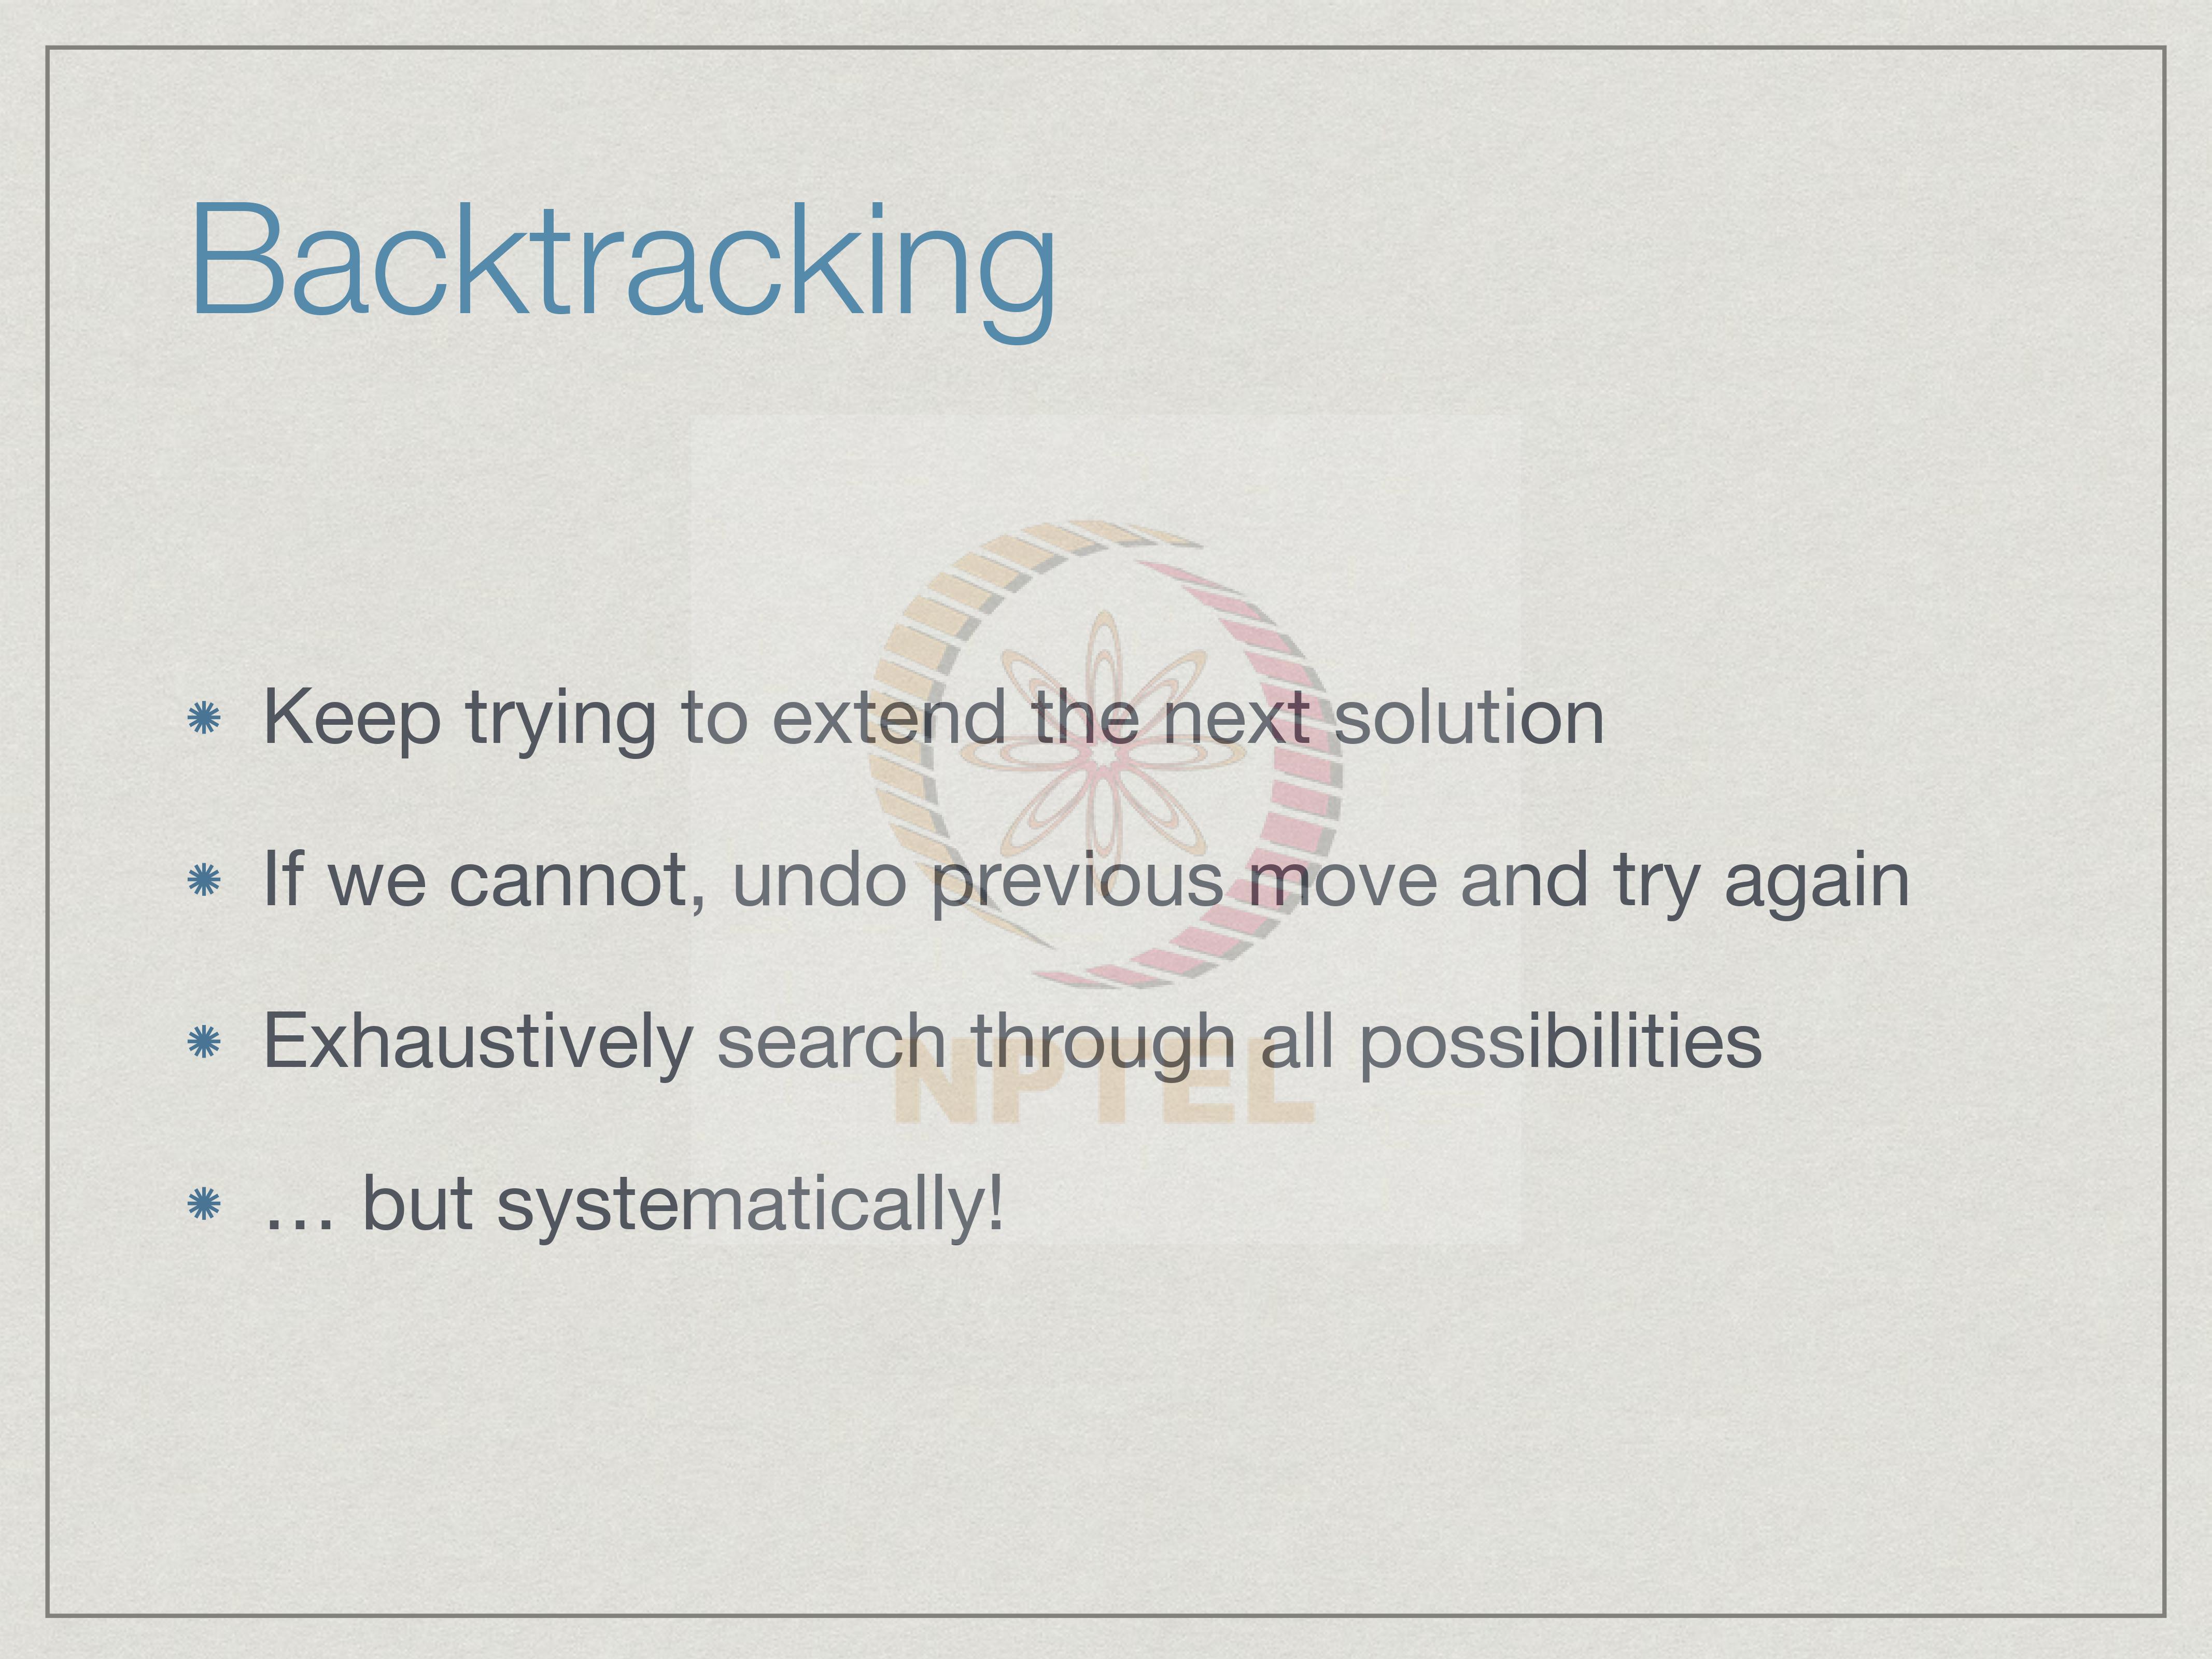 Backtracking
Keep trying to extend the next solution
If we cannot, undo previous move and try again
Exhaustively search through all possibilities
… but systematically!
NPTEL